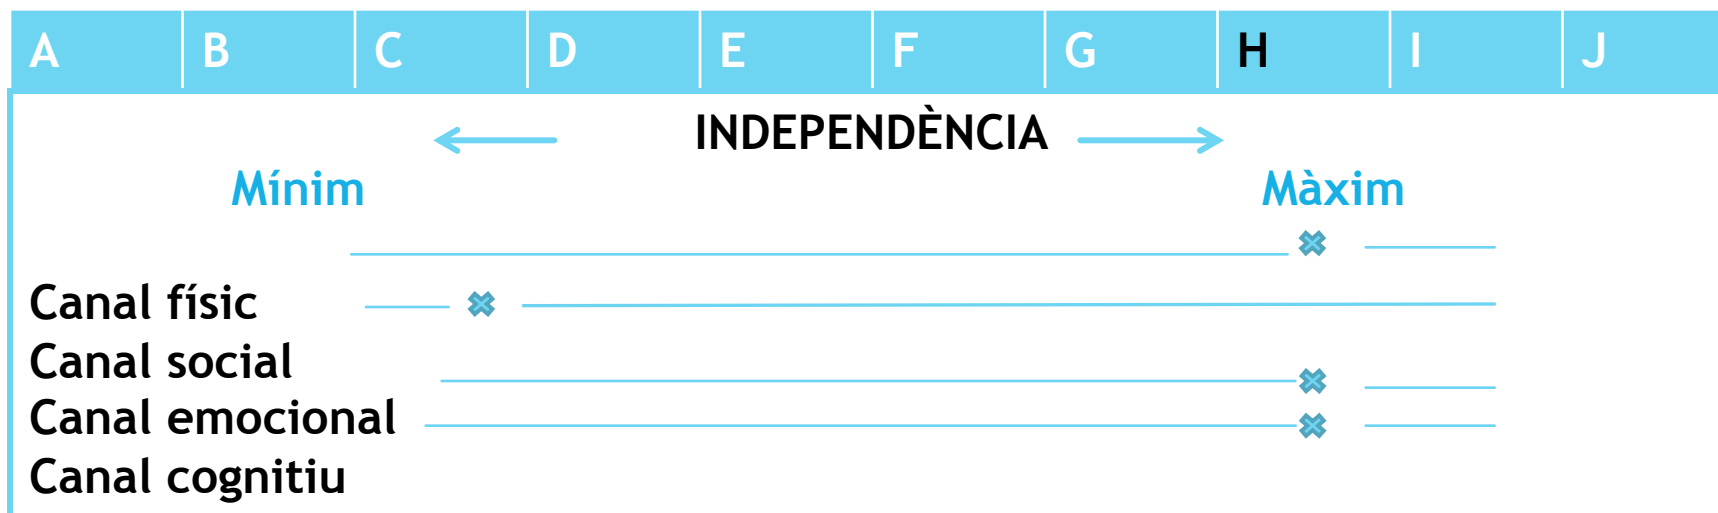 A B C D E F G H I J
INDEPENDÈNCIA
Mínim Màxim
Canal físic
Canal social
Canal emocional
Canal cognitiu